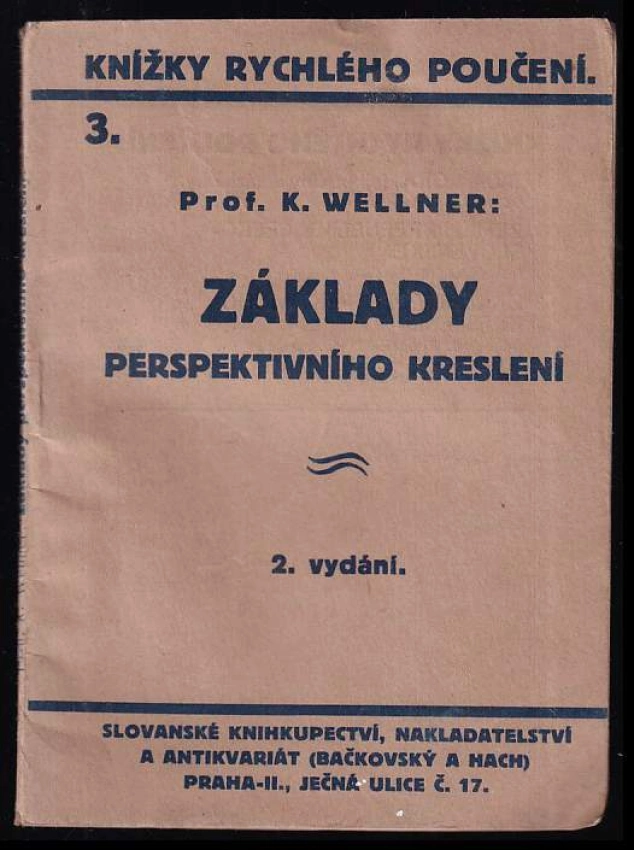 KNÍŽKY RYCHLÉHO POUČENÍ.
3.
Prof. K. WELLNER:
ZÁKLADY
PERSPEKTIVNÍHO KRESLENÍ
2. vydání.
SLOVANSKÉ KNIHKUPECTVÍ, NAKLADATELSTVÍ
A ANTIKVARIÁT (BAČKOVSKÝ A HACH)
PRAHA-II., JEČNÁ ULICE Č. 17.